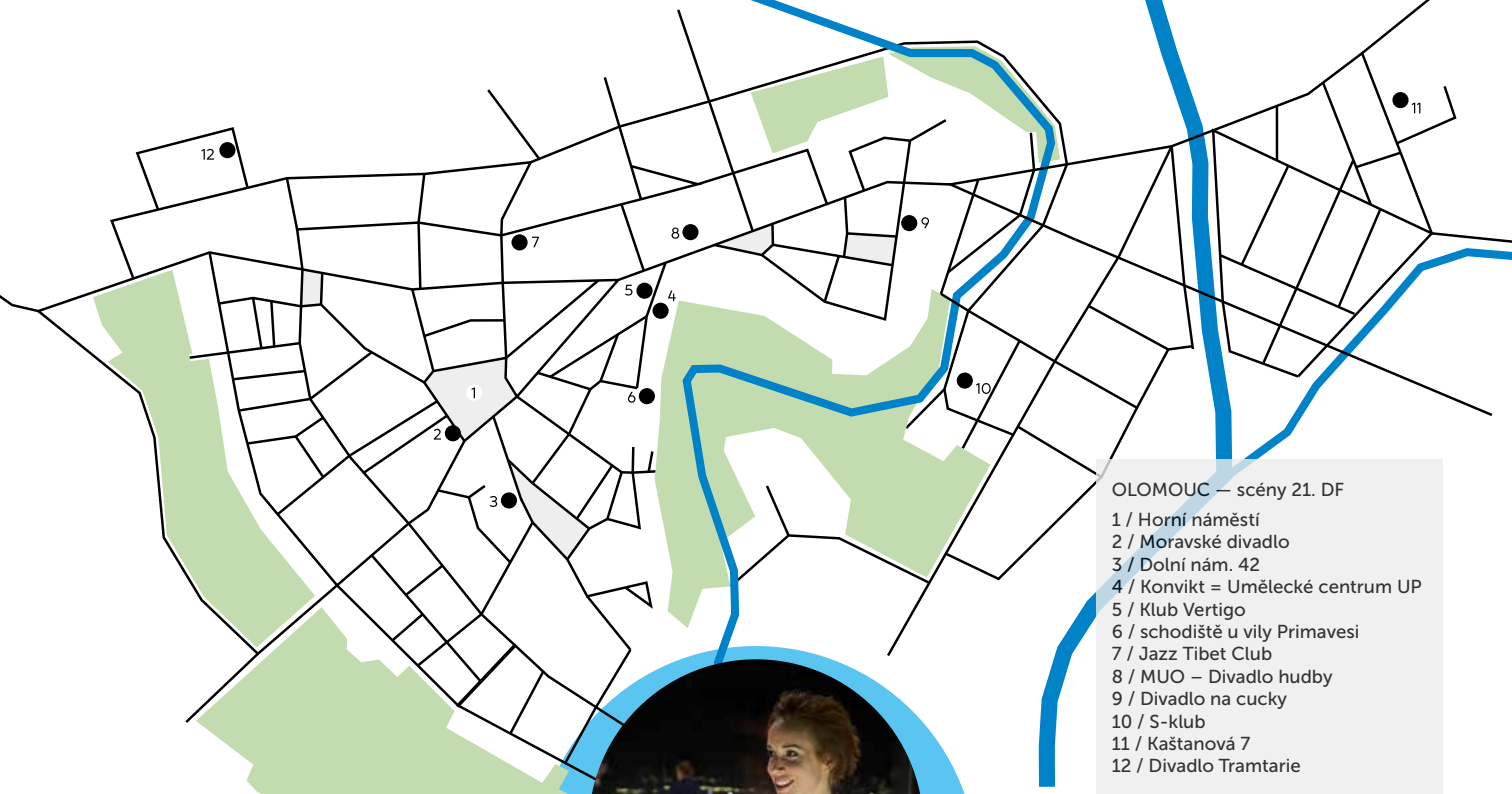 12
11
7
8
9
5
4
1
10
6
2
3
OLOMOUC — scény 21. DF
1 / Horní náměstí
2 / Moravské divadlo
3 / Dolní nám. 42
4 / Konvikt = Umělecké centrum UP
5 / Klub Vertigo
6 / schodiště u vily Primavesi
7 / Jazz Tibet Club
8 / MUO – Divadlo hudby
9 / Divadlo na cucky
10 / S-klub
11 / Kaštanová 7
12 / Divadlo Tramtarie